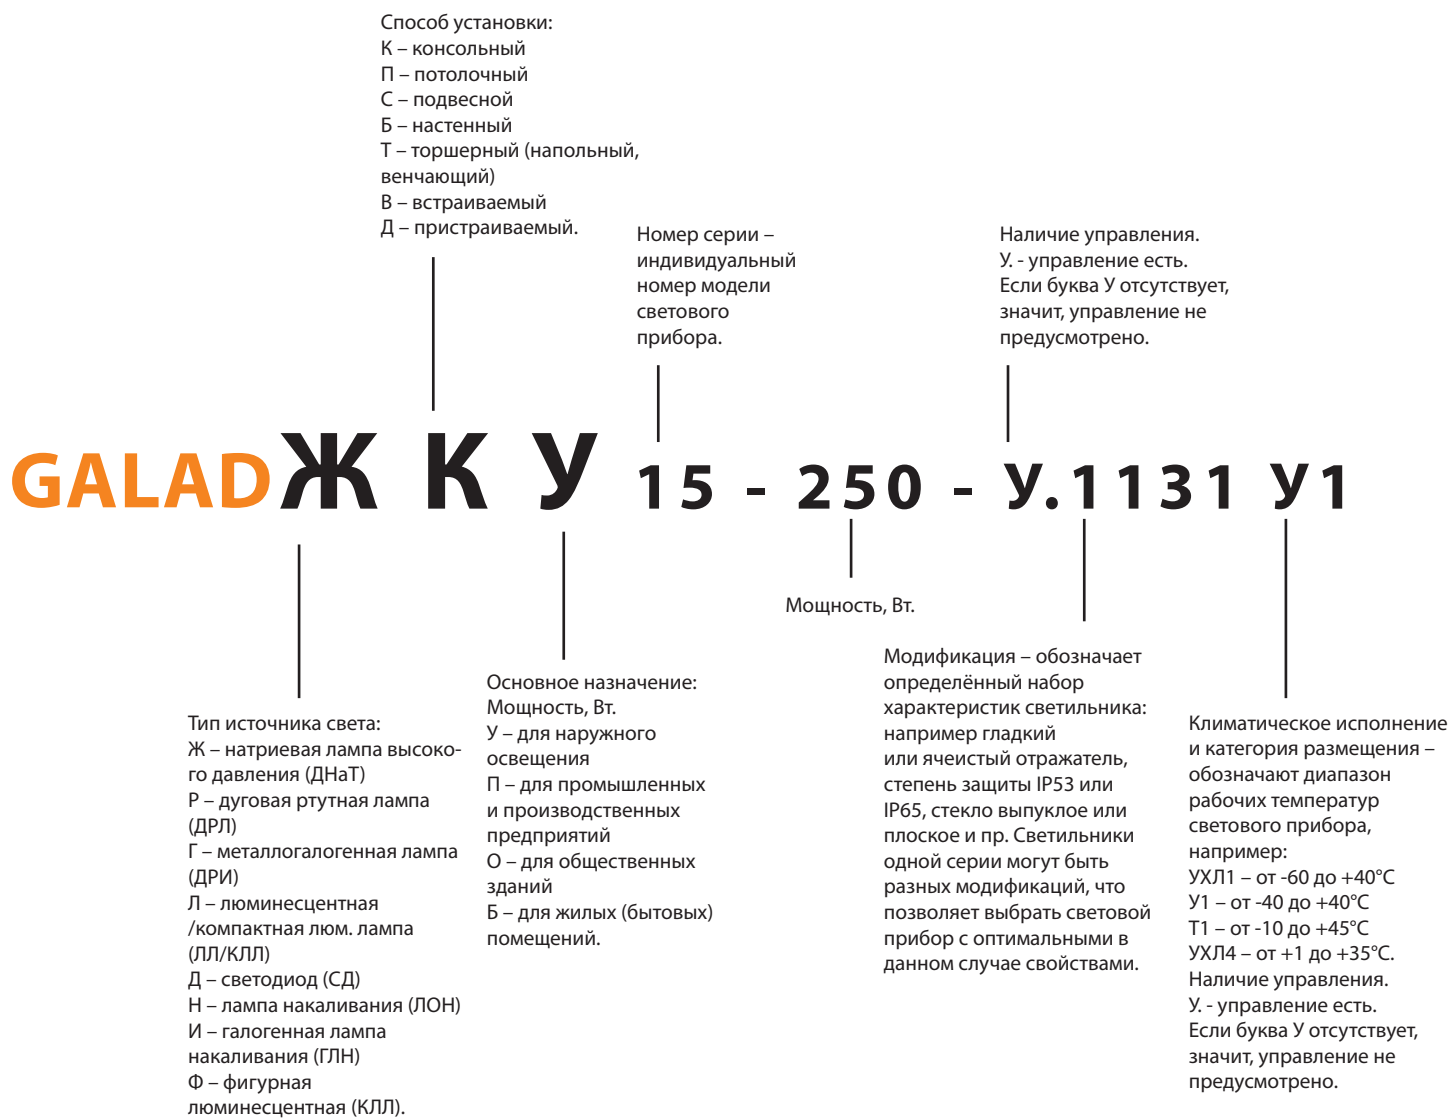 Способ установки:
К – консольный
П – потолочный
С – подвесной
Б – настенный
Т – торшерный (напольный,
венчающий)
В – встраиваемый
Д – пристраиваемый.
Номер серии –
индивидуальный
номер модели
светового
прибора.
Наличие управления.
У. - управление есть.
Если буква У отсутствует,
значит, управление не
предусмотрено.
GALAD Ж К У 15 - 250 - У.1131 У1
Мощность, Вт.
Тип источника света:
Ж – натриевая лампа высоко-
го давления (ДНаТ)
Р – дуговая ртутная лампа
(ДРЛ)
Г – металлогалогенная лампа
(ДРИ)
Л – люминесцентная
/компактная люм. лампа
(ЛЛ/КЛЛ)
Д – светодиод (СД)
Н – лампа накаливания (ЛОН)
И – галогенная лампа
накаливания (ГЛН)
Ф – фигурная
люминесцентная (КЛЛ).
Основное назначение:
Мощность, Вт.
У – для наружного
освещения
П – для промышленных
и производственных
предприятий
О – для общественных
зданий
Б – для жилых (бытовых)
помещений.
Модификация – обозначает
определённый набор
характеристик светильника:
например гладкий
или ячеистый отражатель,
степень защиты IP53 или
IP65, стекло выпуклое или
плоское и пр. Светильники
одной серии могут быть
разных модификаций, что
позволяет выбрать световой
прибор с оптимальными в
данном случае свойствами.
Климатическое исполнение
и категория размещения –
обозначают диапазон
рабочих температур
светового прибора,
например:
УХЛ1 – от -60 до +40°C
У1 – от -40 до +40°C
Т1 – от -10 до +45°C
УХЛ4 – от +1 до +35°C.
Наличие управления.
У. - управление есть.
Если буква У отсутствует,
значит, управление не
предусмотрено.